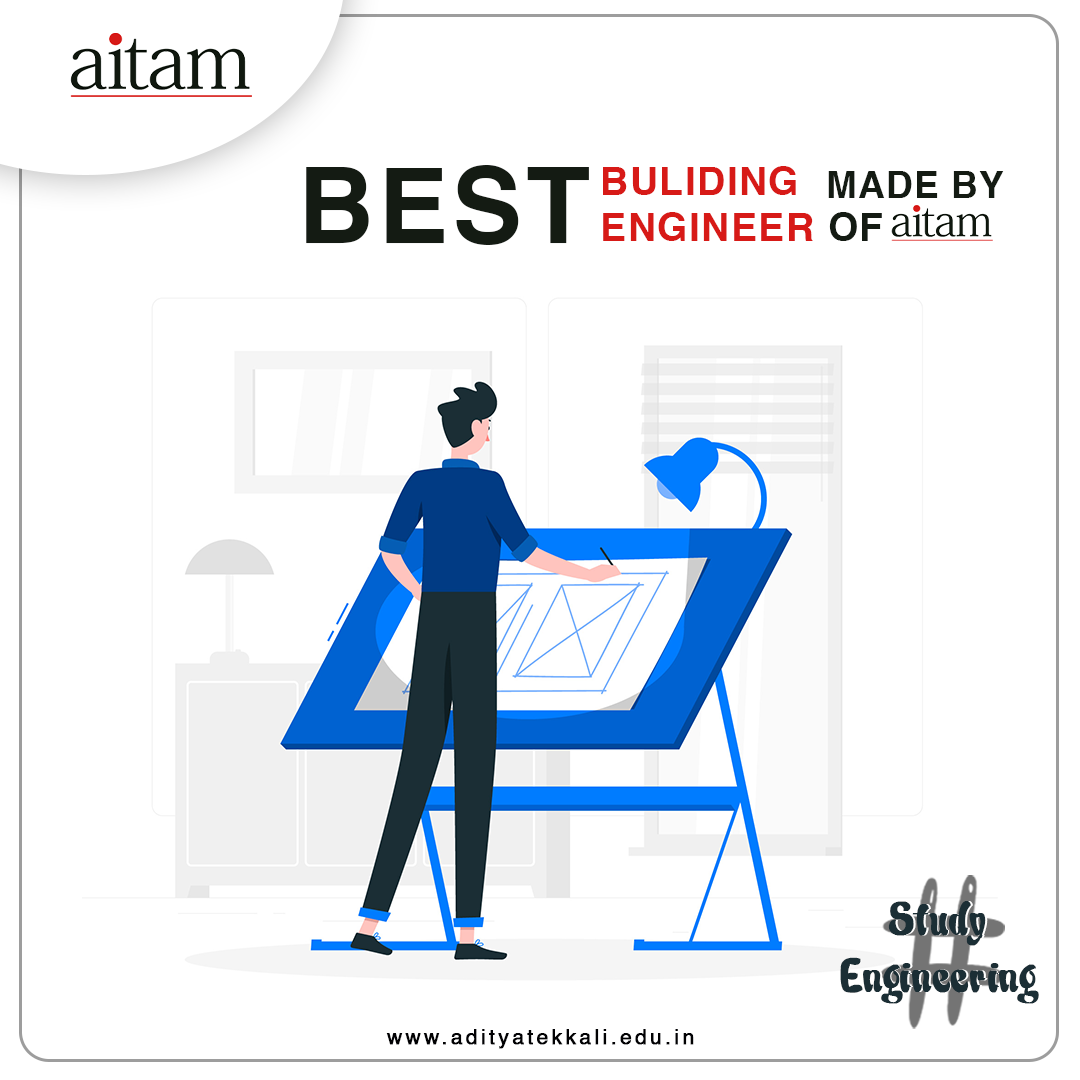 aitam
BEST BULIDING MADE BY
ENGINEER OF aitam
Study
Engineering
#
www.adityatekkali.edu.in